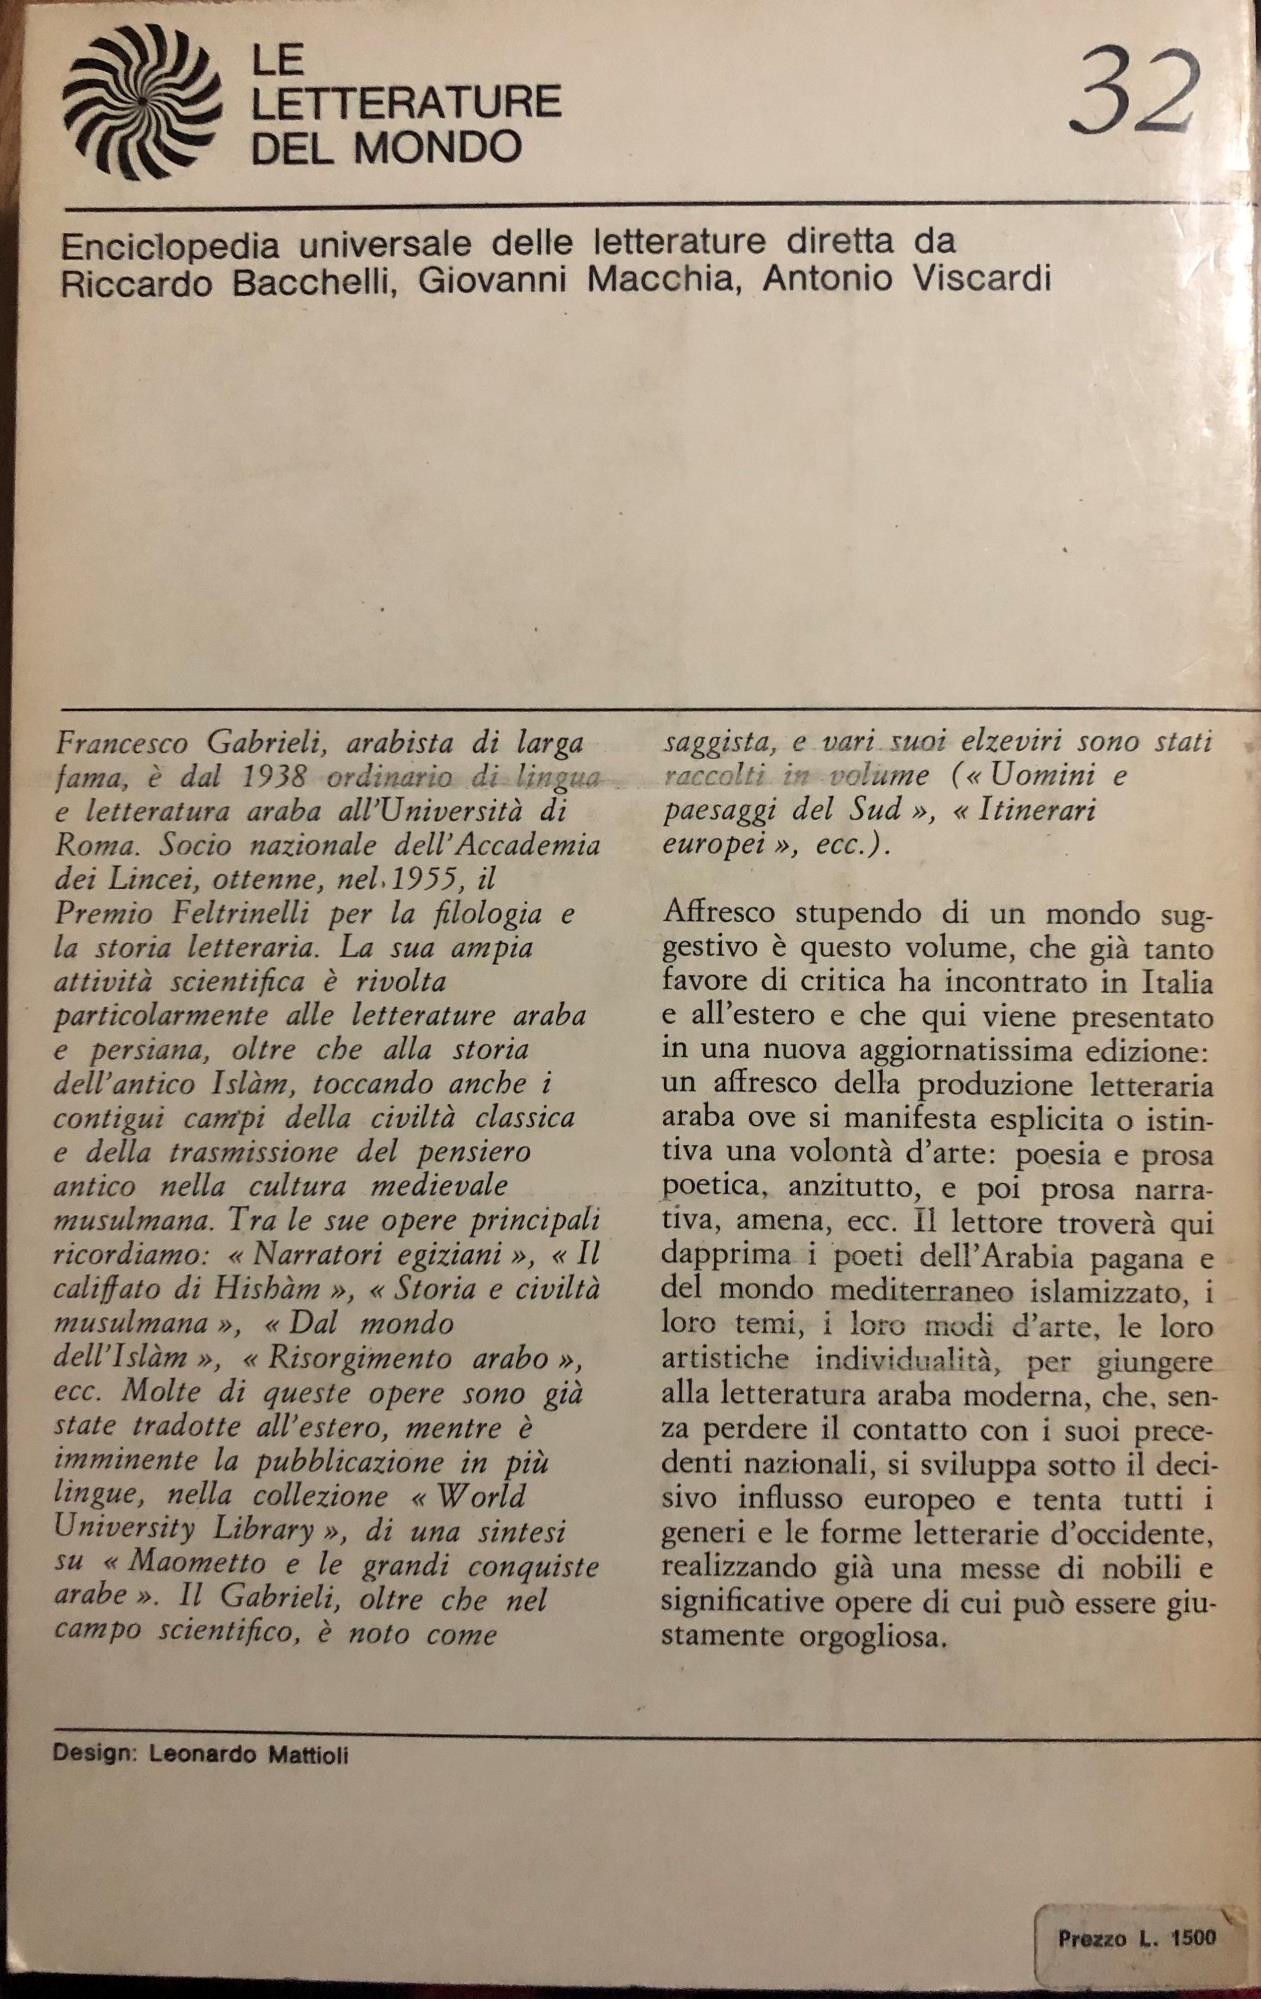 LE
LETTERATURE
DEL MONDO
32
Enciclopedia universale delle letterature diretta da
Riccardo Bacchelli, Giovanni Macchia, Antonio Viscardi
Francesco Gabrieli, arabista di larga
fama, è dal 1938 ordinario di lingua
e letteratura araba all'Università di
Roma. Socio nazionale dell'Accademia
dei Lincei, ottenne, nel 1955, il
Premio Feltrinelli per la filologia e
la storia letteraria. La sua ampia
attività scientifica è rivolta
particolarmente alle letterature araba
e persiana, oltre che alla storia
dell'antico Islàm, toccando anche i
contigui campi della civiltà classica
e della trasmissione del pensiero
antico nella cultura medievale
musulmana. Tra le sue opere principali
ricordiamo: « Narratori egiziani », « Il
califfato di Hishàm », « Storia e civiltà
musulmana », « Dal mondo
dell'Islàm », « Risorgimento arabo »,
ecc. Molte di queste opere sono già
state tradotte all'estero, mentre è
imminente la pubblicazione in più
lingue, nella collezione « World
University Library », di una sintesi
su « Maometto e le grandi conquiste
arabe ». Il Gabrieli, oltre che nel
campo scientifico, è noto come
saggista, e vari suoi elzeviri sono stati
raccolti in volume (« Uomini e
paesaggi del Sud », « Itinerari
europei », ecc.).
Affresco stupendo di un mondo sug-
gestivo è questo volume, che già tanto
favore di critica ha incontrato in Italia
e all'estero e che qui viene presentato
in una nuova aggiornatissima edizione:
un affresco della produzione letteraria
araba ove si manifesta esplicita o istin-
tiva una volontà d'arte: poesia e prosa
poetica, anzitutto, e poi prosa narra-
tiva, amena, ecc. Il lettore troverà qui
dapprima i poeti dell'Arabia pagana e
del mondo mediterraneo islamizzato, i
loro temi, i loro modi d'arte, le loro
artistiche individualità, per giungere
alla letteratura araba moderna, che, sen-
za perdere il contatto con i suoi prece-
denti nazionali, si sviluppa sotto il deci-
sivo influsso europeo e tenta tutti i
generi e le forme letterarie d'occidente,
realizzando già una messe di nobili e
significative opere di cui può essere giu-
stamente orgogliosa.
Design: Leonardo Mattioli
Prezzo L. 1500